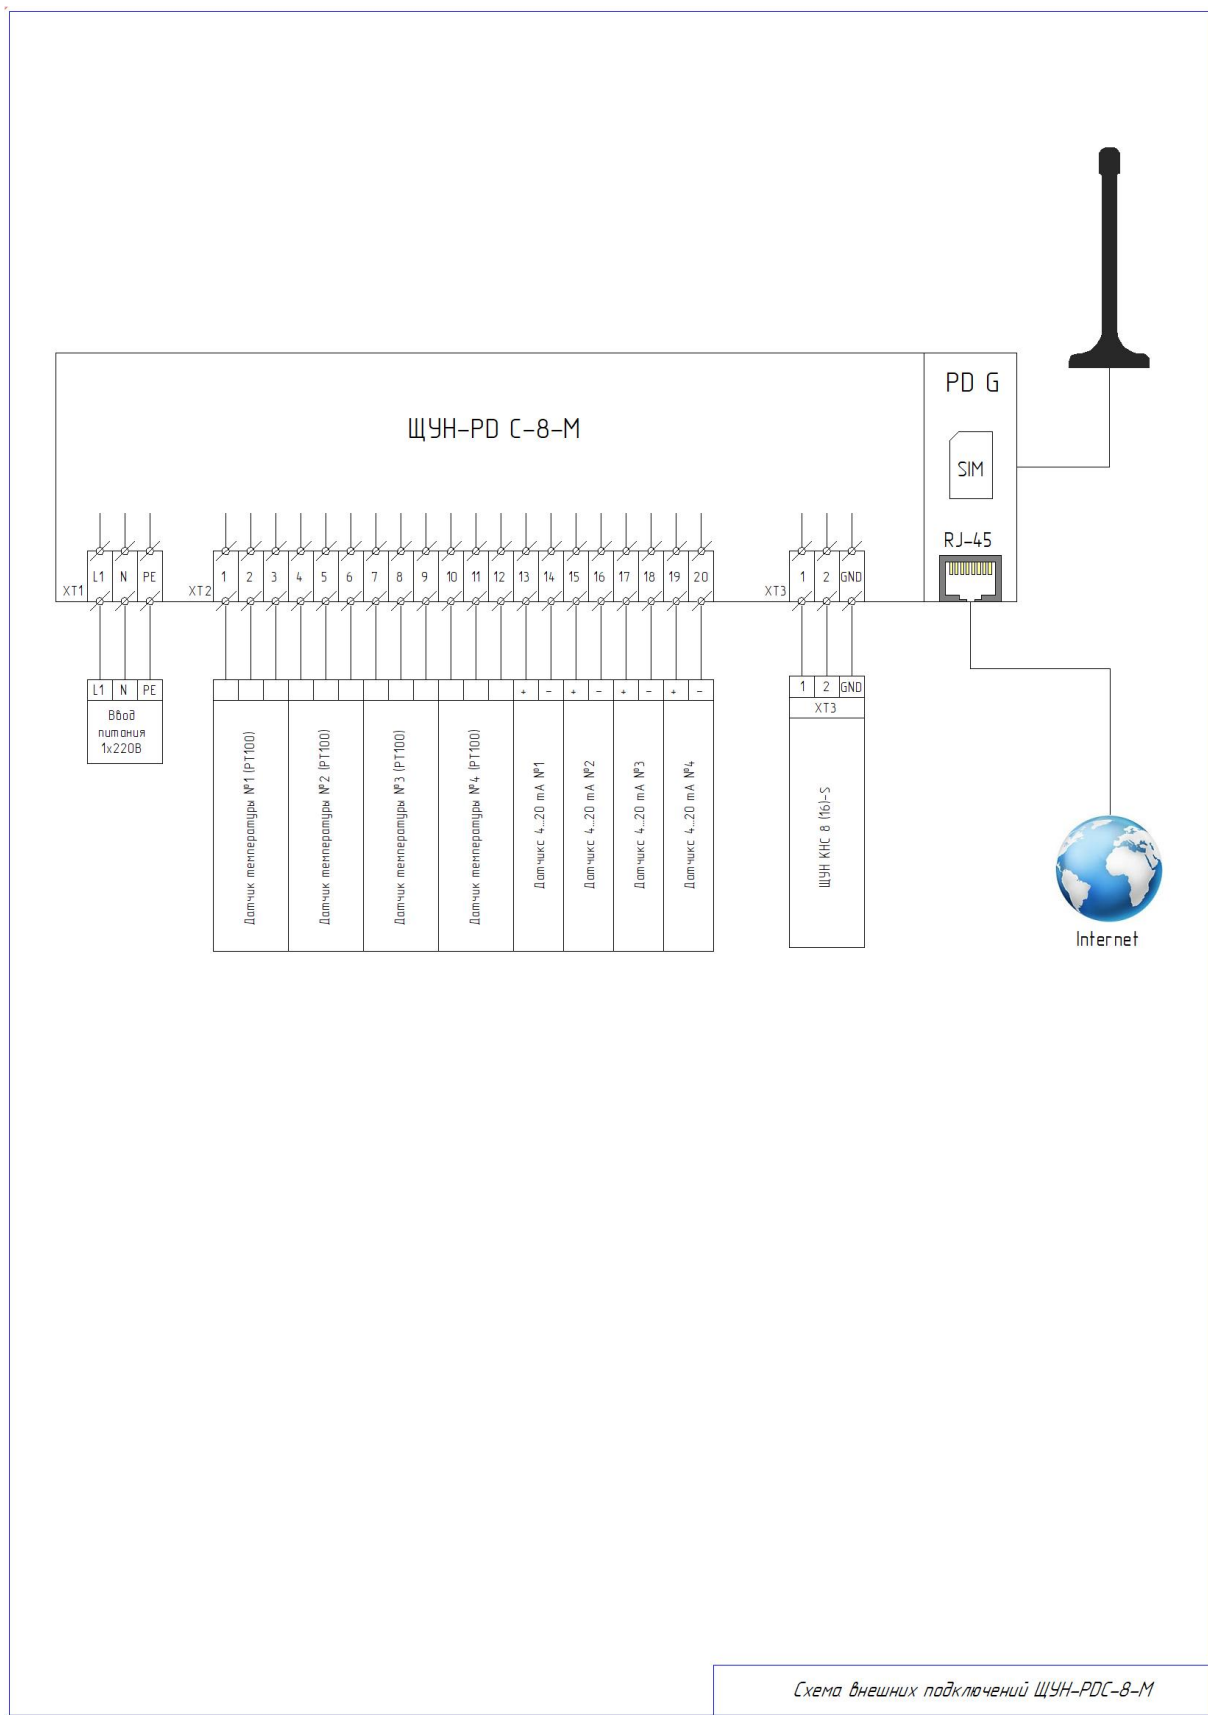 PD G
ЩУН-PD C-8-M
SIM
RJ-45
XT1 L1 N PE
XT2 1 2 3 4 5 6 7 8 9 10 11 12 13 14 15 16 17 18 19 20
XT3 1 2 GND
L1 N PE
Ввод
питания
1x220В
+ - + - + - + -
Датчик температуры №1 (PT100)
Датчик температуры №2 (PT100)
Датчик температуры №3 (PT100)
Датчик температуры №4 (PT100)
Датчикс 4...20 mA №1
Датчикс 4...20 mA №2
Датчикс 4...20 mA №3
Датчикс 4...20 mA №4
1 2 GND
XT3
ЩУН КНС 8 (16)-S
Internet
Схема внешних подключений ЩУН-PDC-8-M